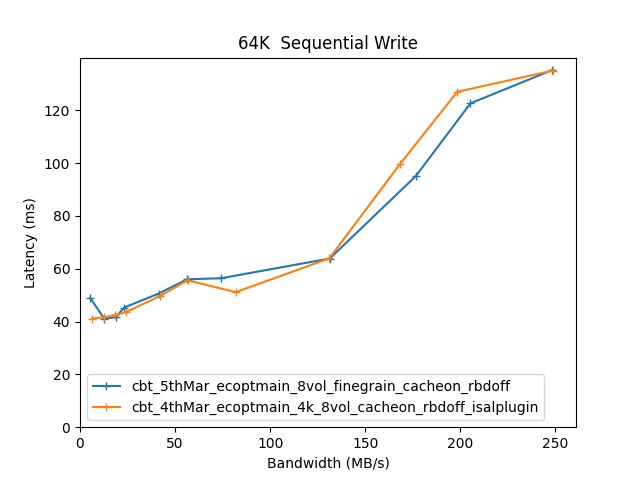 64K  Sequential Write
Latency (ms)
120
100
80
60
40
20
0
0 50 100 150 200 250
Bandwidth (MB/s)
cbt_5thMar_ecoptmain_8vol_finegrain_cacheon_rbdoff
cbt_4thMar_ecoptmain_4k_8vol_cacheon_rbdoff_isalplugin